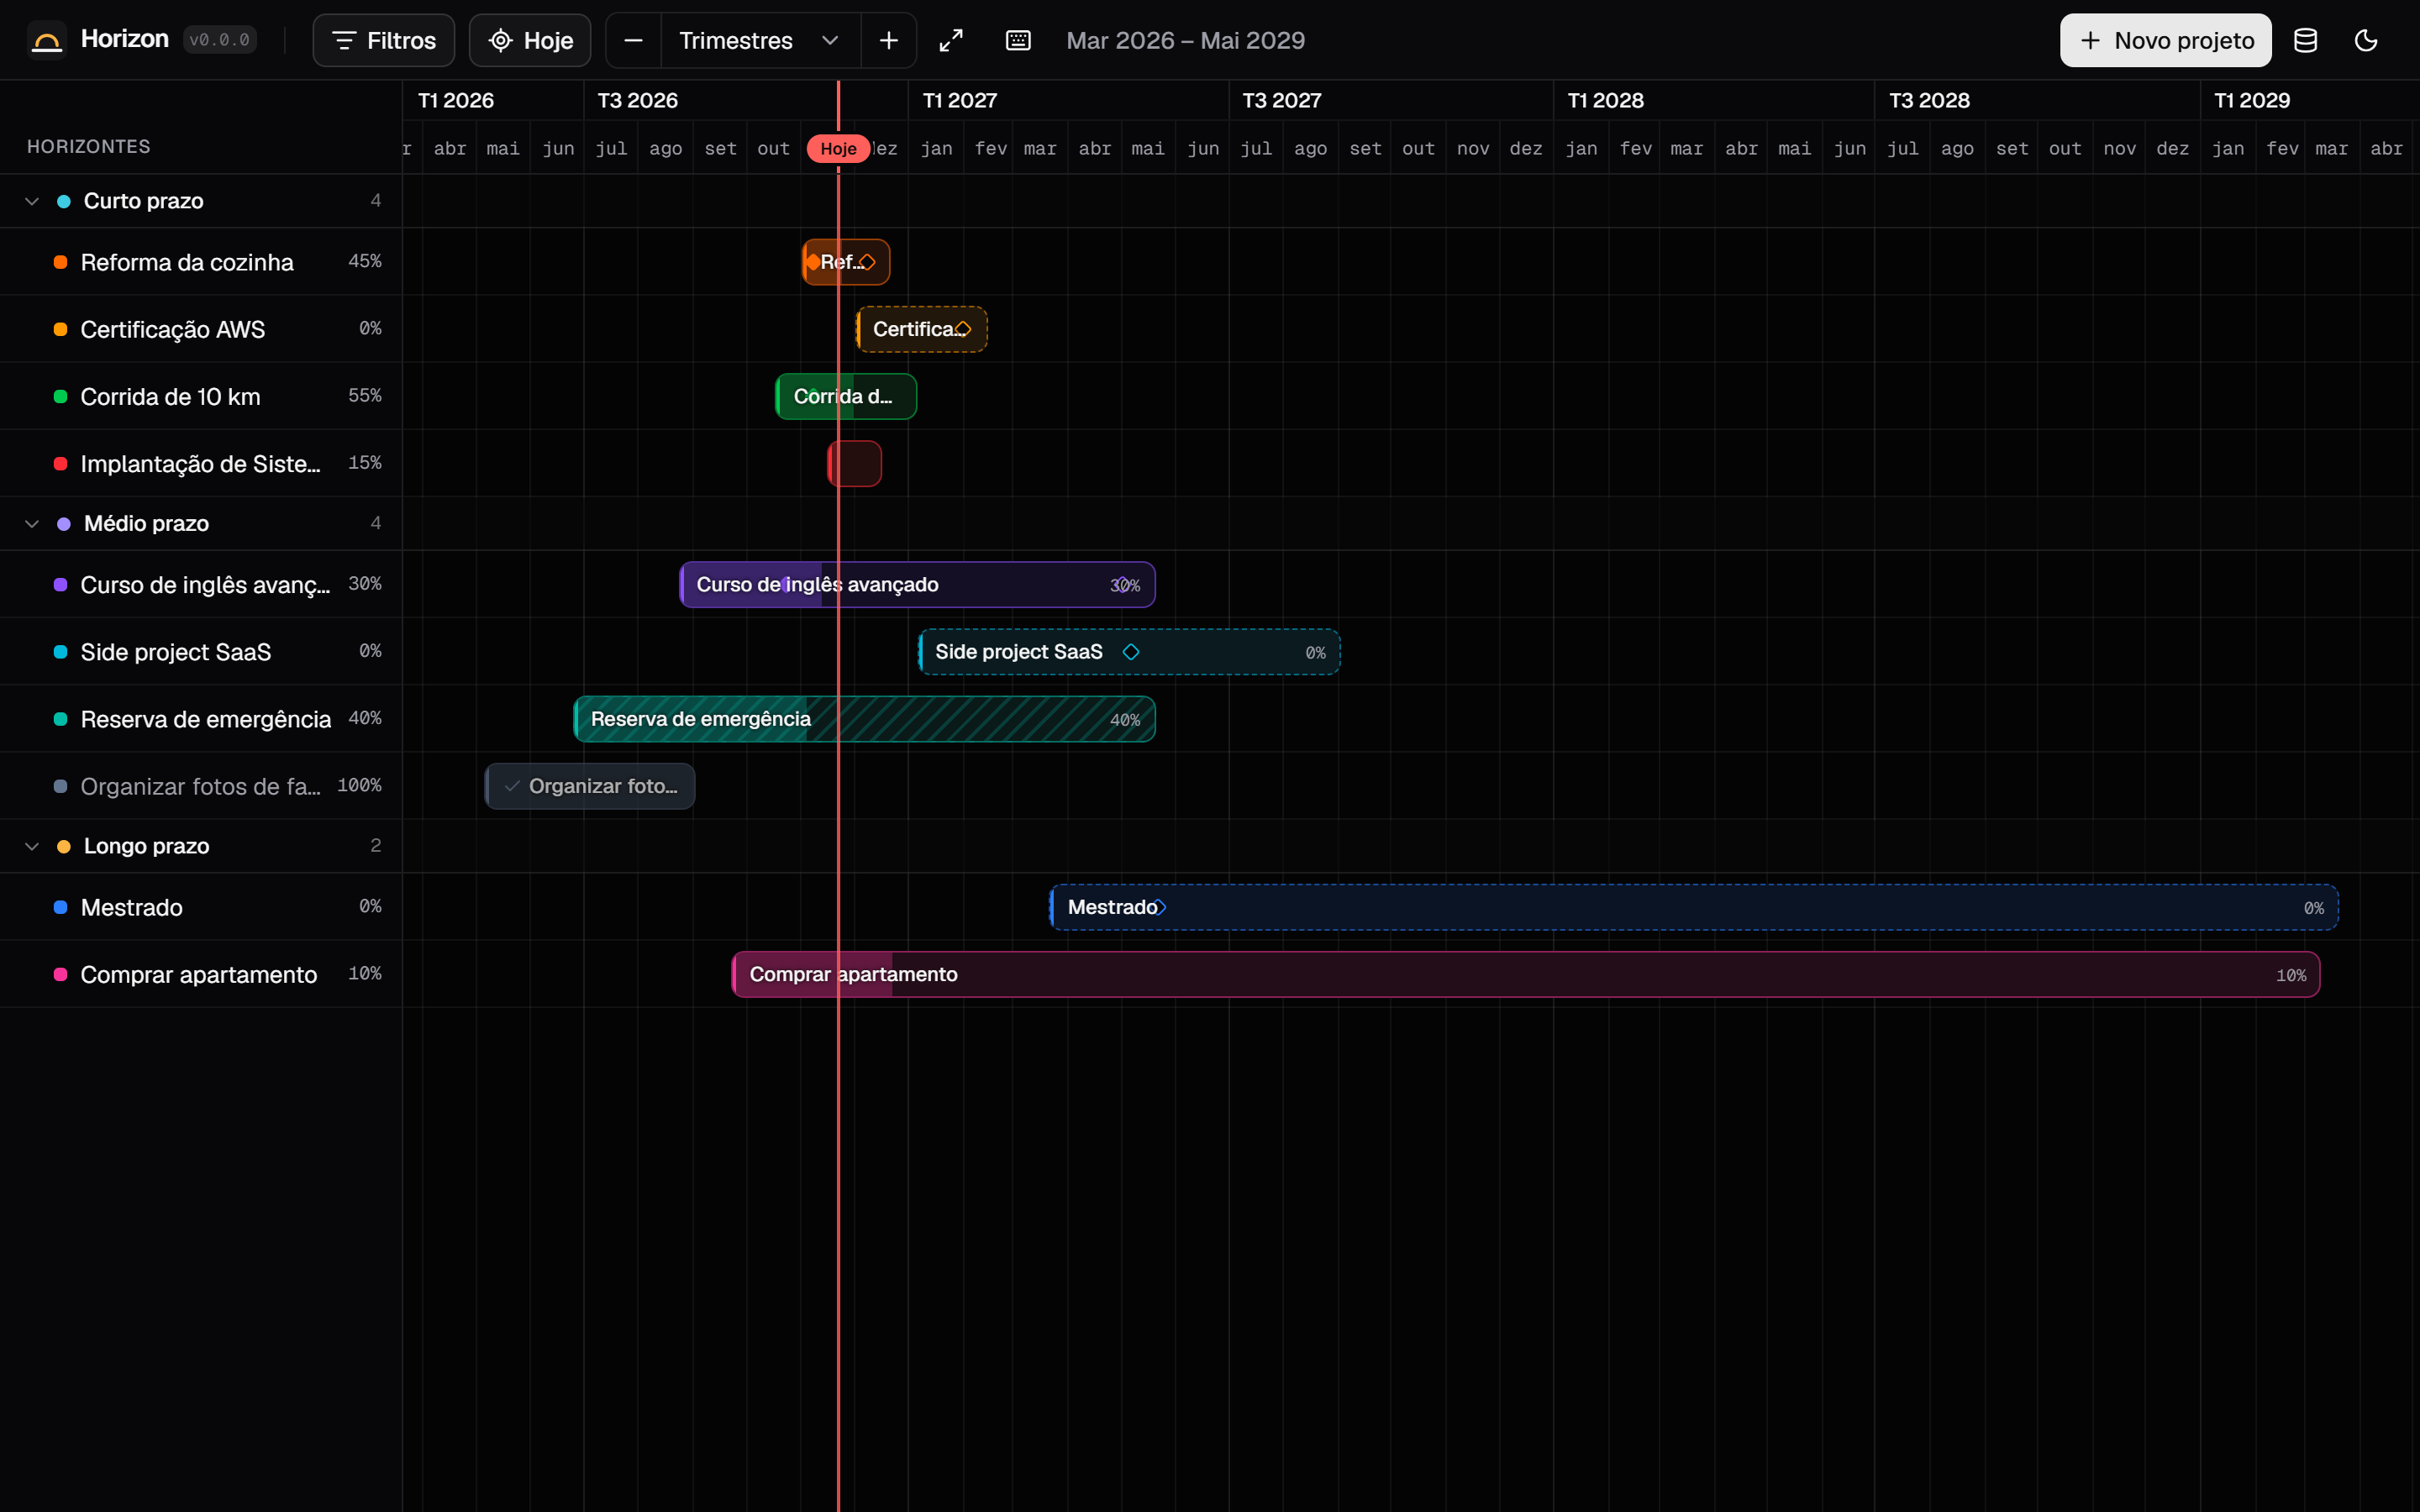 Horizon v0.0.0 Filtros Hoje Trimestres Mar 2026 – Mai 2029 Novo projeto
T1 2026 T3 2026 T1 2027 T3 2027 T1 2028 T3 2028 T1 2029
HORIZONTES
abr mai jun jul ago set out Hoje jan fev mar abr mai jun jul ago set out nov dez jan fev mar abr mai jun jul ago set out nov dez jan fev mar abr
Curto prazo 4
Reforma da cozinha 45% Ref...
Certificação AWS 0% Certifica...
Corrida de 10 km 55% Corrida d...
Implantação de Siste... 15%
Médio prazo 4
Curso de inglês avanç... 30% Curso de inglês avançado 30%
Side project SaaS 0% Side project SaaS 0%
Reserva de emergência 40% Reserva de emergência 40%
Organizar fotos de fa... 100% Organizar foto...
Longo prazo 2
Mestrado 0% Mestrado 0%
Comprar apartamento 10% Comprar apartamento 10%